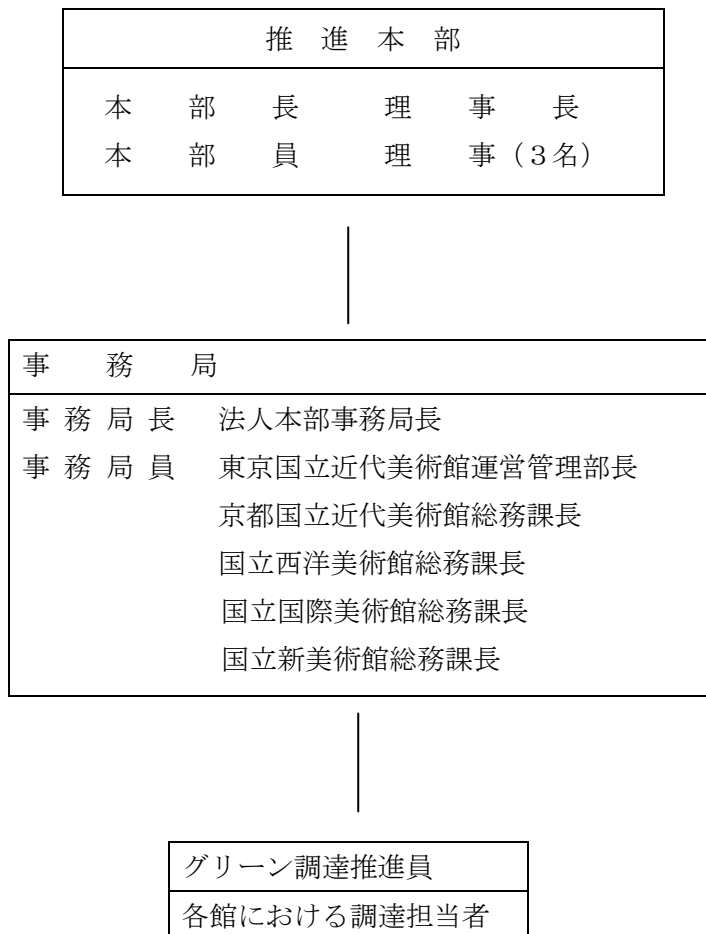 推進本部
本部長 理事長
本部員 理事(3名)
事務局
事務局長 法人本部事務局長
事務局員 東京国立近代美術館運営管理部長
京都国立近代美術館総務課長
国立西洋美術館総務課長
国立国際美術館総務課長
国立新美術館総務課長
グリーン調達推進員
各館における調達担当者